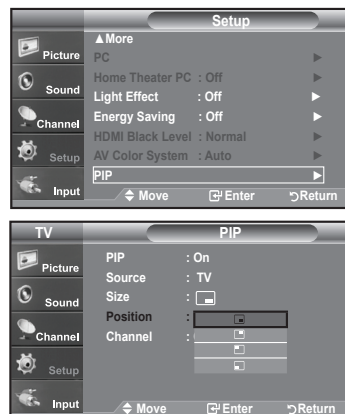 Setup
▲More
Picture
PC ►
Home Theater PC : Off ►
Sound
Light Effect : Off ►
Channel
Energy Saving : Off ►
HDMI Black Level : Normal ►
Setup
AV Color System : Auto ►
PIP ►
Input
Move Enter Return
TV PIP
Picture
PIP : On
Source : TV
Sound
Size :
Position :
Channel
Channel :
Setup
Input
Move Enter Return